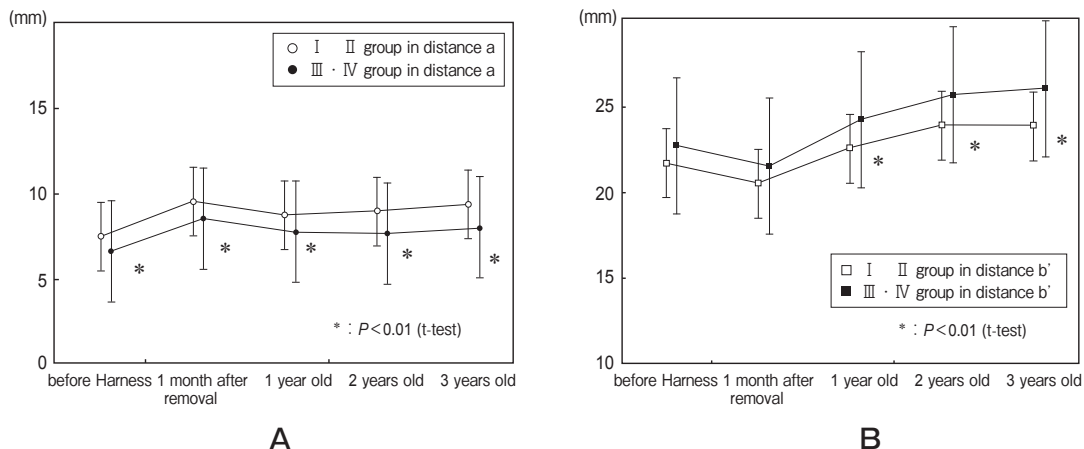 (mm)
Ⅰ Ⅱ group in distance a
Ⅲ・Ⅳ group in distance a
15
10
5
0
*
*
*
*
*
* : P<0.01 (t-test)
before Harness
1 month after
removal
1 year old
2 years old
3 years old
A
(mm)
25
20
15
10
*
*
*
Ⅰ Ⅱ group in distance b'
Ⅲ・Ⅳ group in distance b'
* : P<0.01 (t-test)
before Harness
1 month after
removal
1 year old
2 years old
3 years old
B